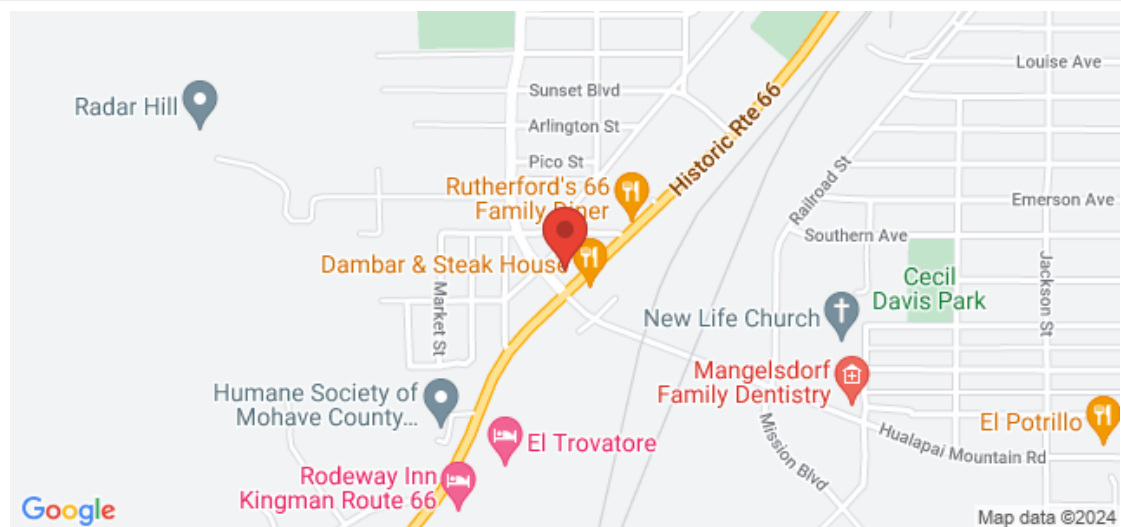 Louise Ave
Sunset Blvd
Radar Hill
Arlington St
Historic Rte 66
Pico St
Railroad St
Rutherford's 66
Family Diner
Emerson Ave
Southern Ave
Dambar & Steak House
Cecil
Davis Park
Jackson St
Market St
New Life Church
Mangelsdorf
Family Dentistry
Humane Society of
Mohave County...
El Potrillo
El Trovatore
Mission Blvd
Hualapai Mountain Rd
Rodeway Inn
Kingman Route 66
Google
Map data ©2024